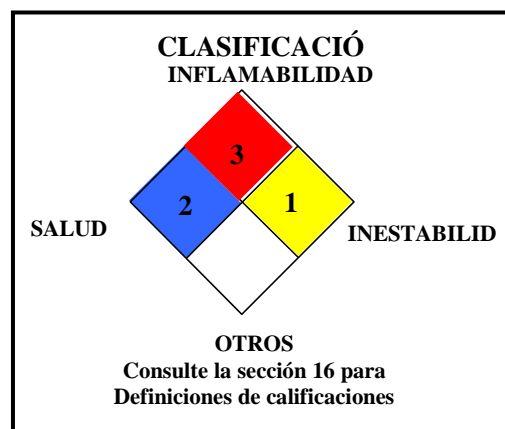 CLASIFICACIÓ
INFLAMABILIDAD
3
2
1
SALUD
INESTABILID
OTROS
Consulte la sección 16 para
Definiciones de calificaciones